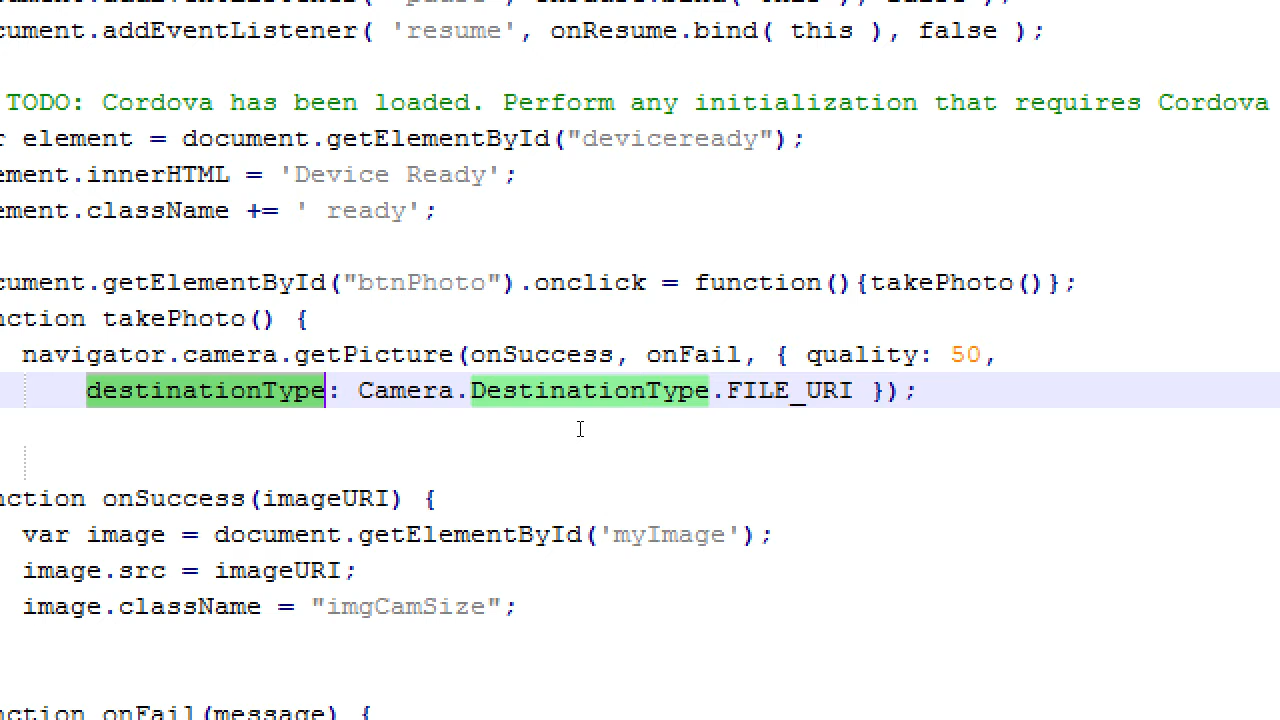 cument.addEventListener( 'resume', onResume.bind( this ), false );
TODO: Cordova has been loaded. Perform any initialization that requires Cordova
r element = document.getElementById("deviceready");
ement.innerHTML = 'Device Ready';
ement.className += ' ready';
cument.getElementById("btnPhoto").onclick = function(){takePhoto()};
nction takePhoto() {
navigator.camera.getPicture(onSuccess, onFail, { quality: 50,
destinationType: Camera.DestinationType.FILE_URI });
nction onSuccess(imageURI) {
var image = document.getElementById('myImage');
image.src = imageURI;
image.className = "imgCamSize";
nction onFail(message) {